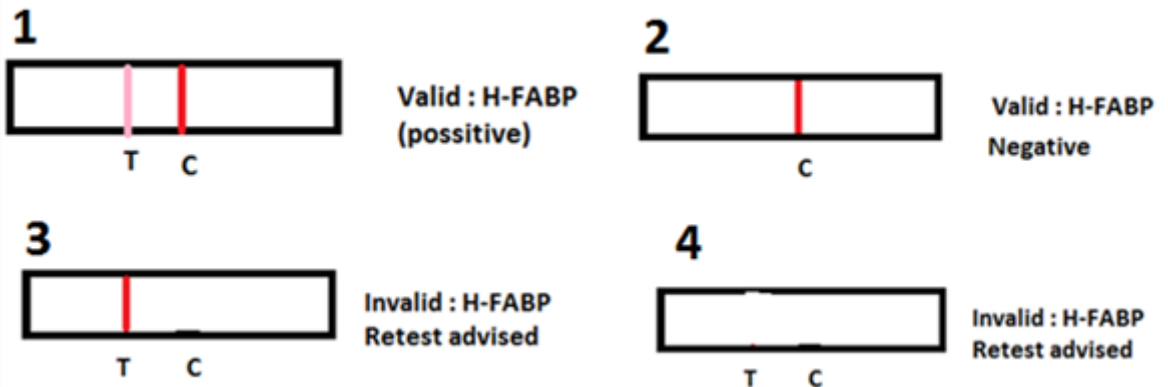 1
Valid : H-FABP
(possitive)
T C
2
Valid : H-FABP
Negative
C
3
Invalid : H-FABP
Retest advised
T C
4
Invalid : H-FABP
Retest advised
T C